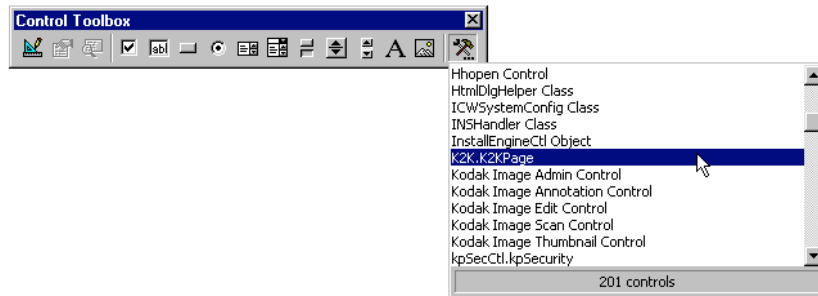 Control Toolbox
abl
A
Hhopen Control
HtmlDlgHelper Class
ICWSystemConfig Class
INSHandler Class
InstallEngineCtl Object
K2K.K2KPage
Kodak Image Admin Control
Kodak Image Annotation Control
Kodak Image Edit Control
Kodak Image Scan Control
Kodak Image Thumbnail Control
kpSecCtl.kpSecurity
201 controls